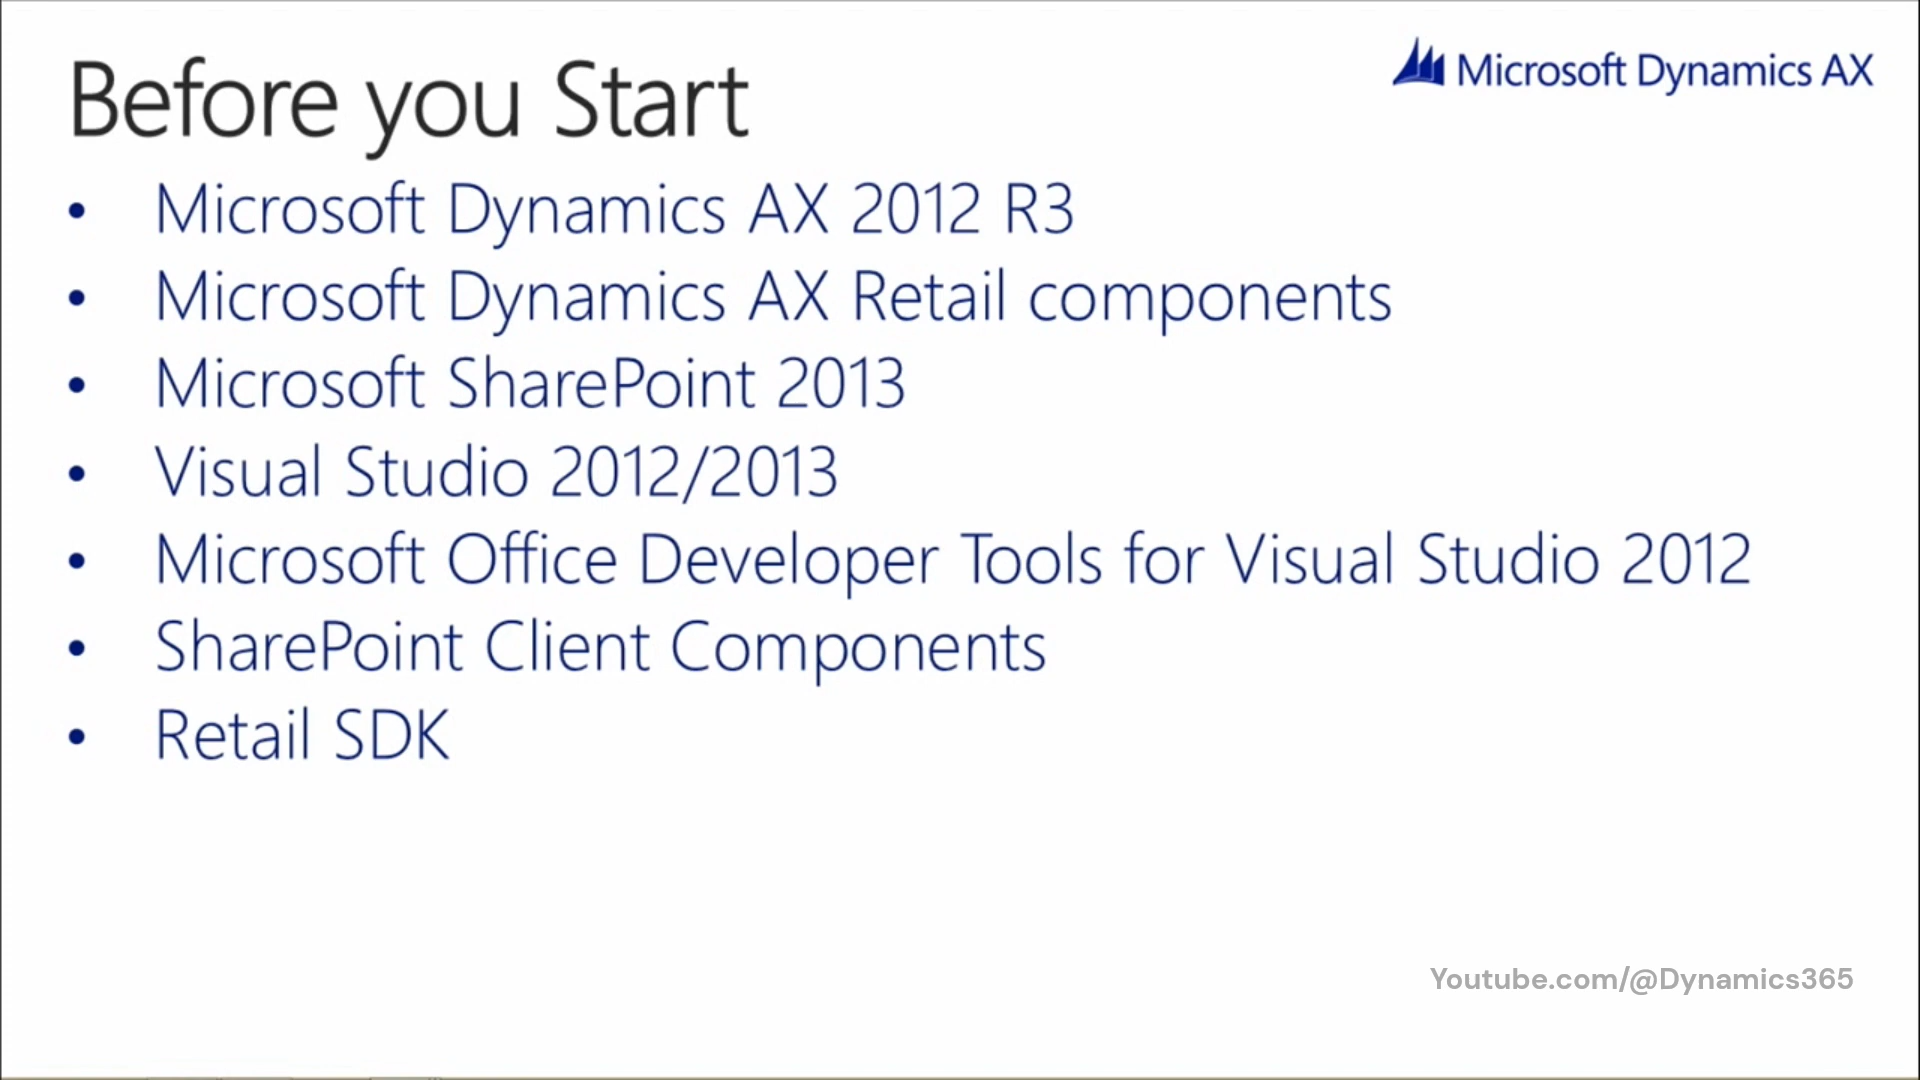 Before you Start
Microsoft Dynamics AX
• Microsoft Dynamics AX 2012 R3
• Microsoft Dynamics AX Retail components
• Microsoft SharePoint 2013
• Visual Studio 2012/2013
• Microsoft Office Developer Tools for Visual Studio 2012
• SharePoint Client Components
• Retail SDK
Youtube.com/@Dynamics365